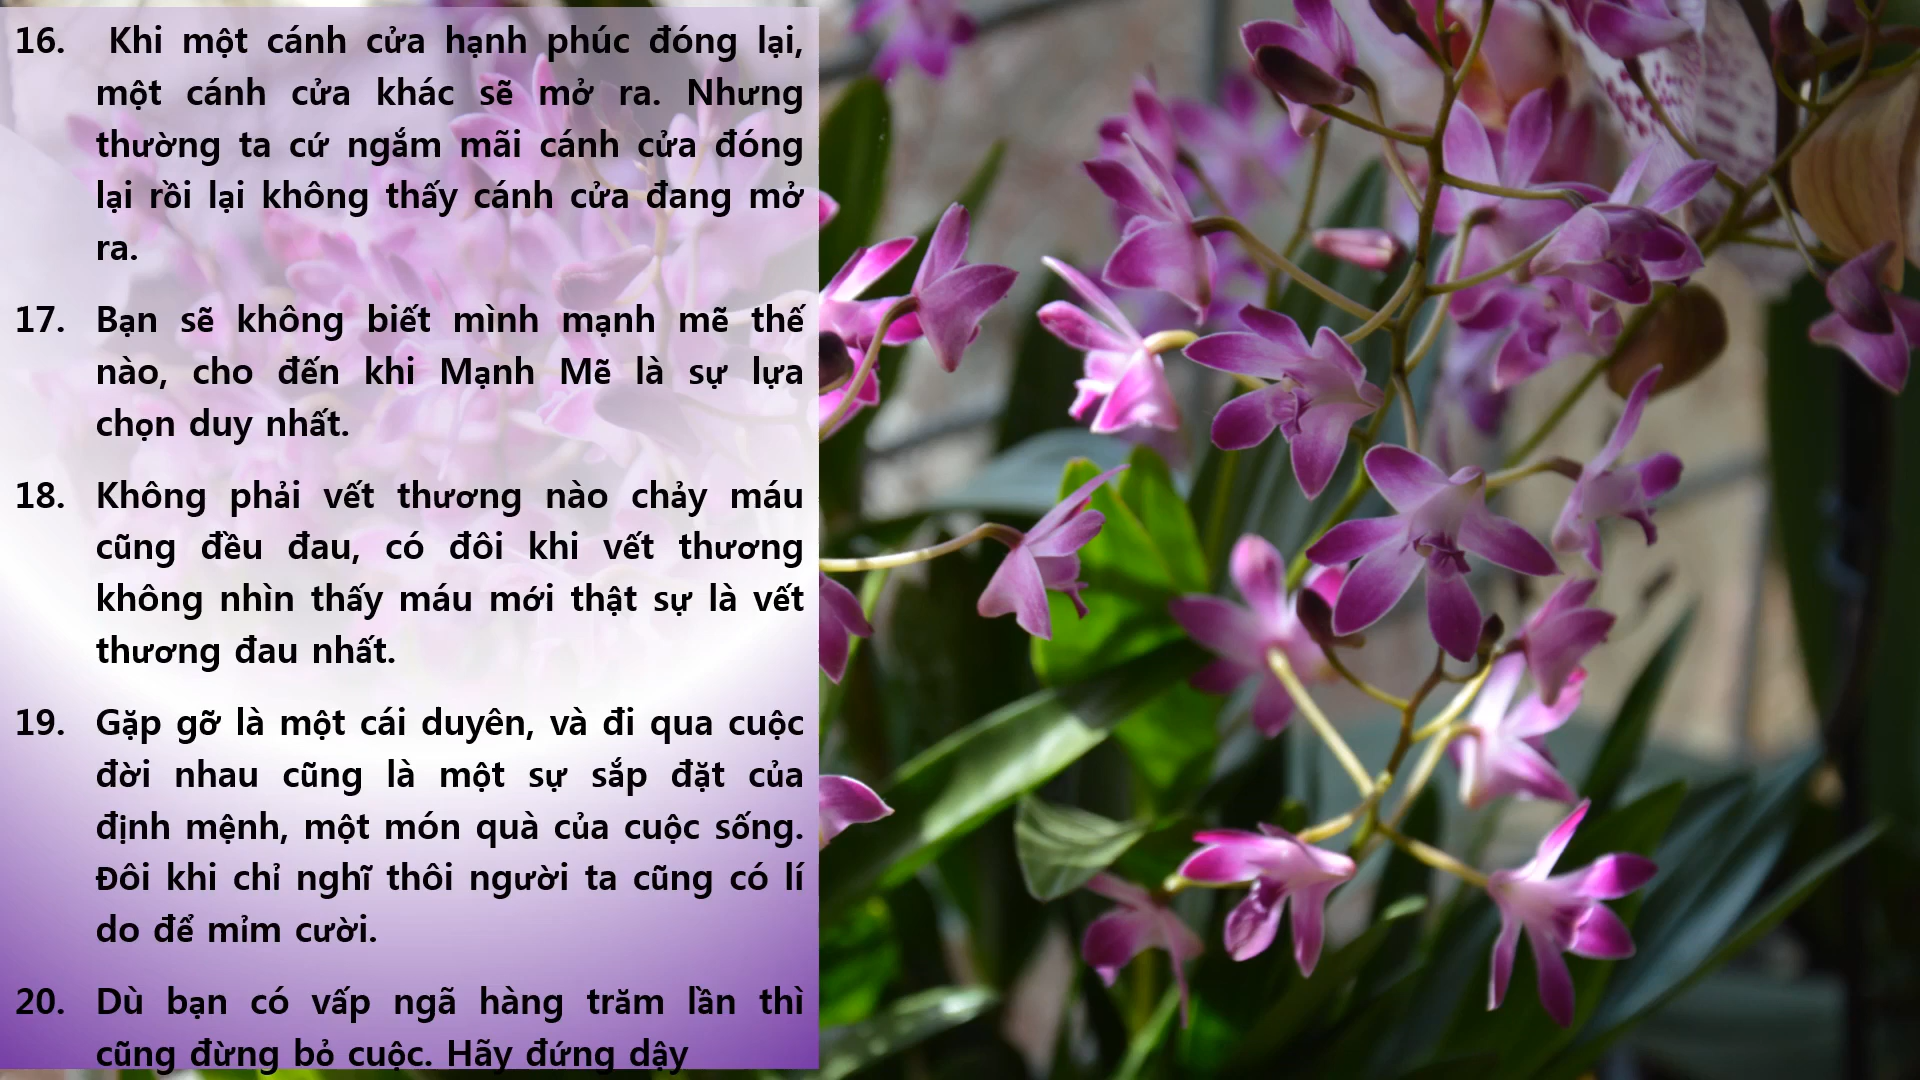 16. Khi một cánh cửa hạnh phúc đóng lại,
một cánh cửa khác sẽ mở ra. Nhưng
thường ta cứ ngắm mãi cánh cửa đóng
lại rồi lại không thấy cánh cửa đang mở
ra.
17. Bạn sẽ không biết mình mạnh mẽ thế
nào, cho đến khi Mạnh Mẽ là sự lựa
chọn duy nhất.
18. Không phải vết thương nào chảy máu
cũng đều đau, có đôi khi vết thương
không nhìn thấy máu mới thật sự là vết
thương đau nhất.
19. Gặp gỡ là một cái duyên, và đi qua cuộc
đời nhau cũng là một sự sắp đặt của
định mệnh, một món quà của cuộc sống.
Đôi khi chỉ nghĩ thôi người ta cũng có lí
do để mỉm cười.
20. Dù bạn có vấp ngã hàng trăm lần thì
cũng đừng bỏ cuộc. Hãy đứng dậy